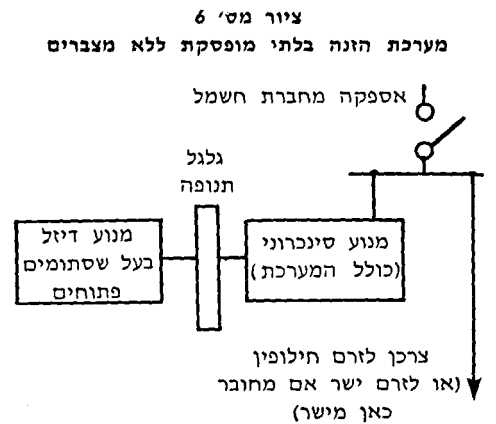 ציור מס׳ 6
מערכת הזנה בלתי מופסקת ללא מצברים
אספקה מחברת חשמל
גלגל
תנופה
מנוע דיזל
בעל שסתומים
פתוחים
מנוע סינכרוני
(כולל המערכת)
צרכן לזרם חילופין
(או לזרם ישר אם מחובר
כאן מישר)